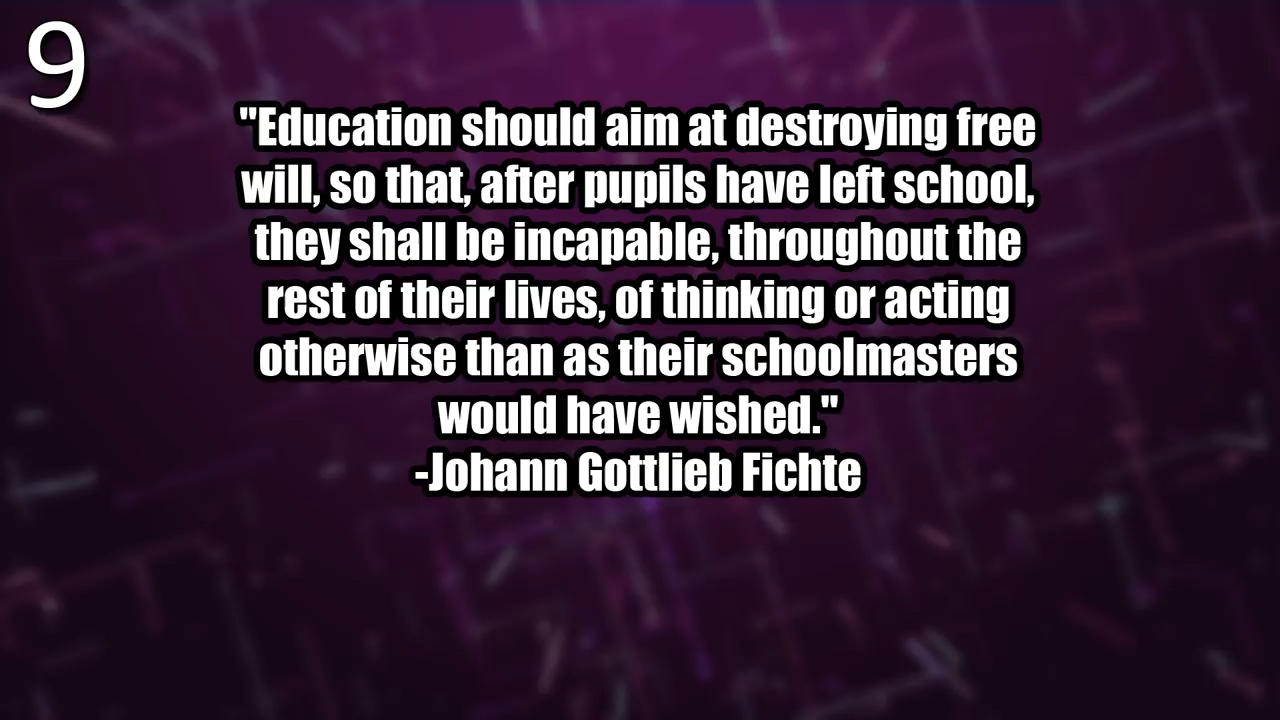 9
"Education should aim at destroying free
will, so that, after pupils have left school,
they shall be incapable, throughout the
rest of their lives, of thinking or acting
otherwise than as their schoolmasters
would have wished."
-Johann Gottlieb Fichte